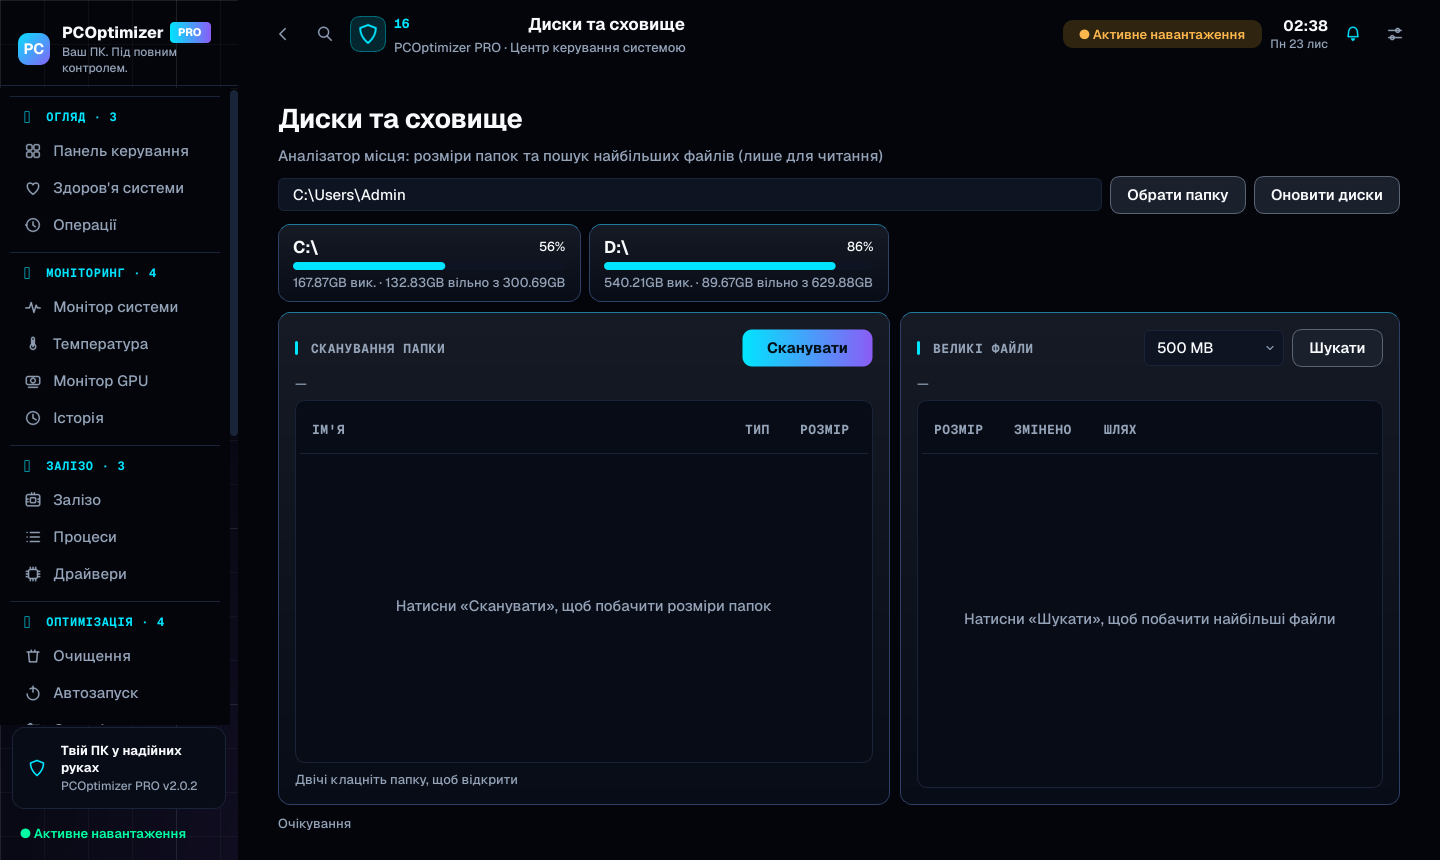 PC
PCOptimizer PRO
Ваш ПК. Під повним
контролем.
ОГЛЯД · 3
Панель керування
Здоров'я системи
Операції
МОНІТОРИНГ · 4
Монітор системи
Температура
Монітор GPU
Історія
ЗАЛІЗО · 3
Залізо
Процеси
Драйвери
ОПТИМІЗАЦІЯ · 4
Очищення
Автозапуск
Твій ПК у надійних
руках
PCOptimizer PRO v2.0.2
Активне навантаження
16
Диски та сховище
PCOptimizer PRO · Центр керування системою
Активне навантаження
02:38
Пн 23 лис
Диски та сховище
Аналізатор місця: розміри папок та пошук найбільших файлів (лише для читання)
C:\Users\Admin
Обрати папку
Оновити диски
C:\ 56%
167.87GB вик. · 132.83GB вільно з 300.69GB
D:\ 86%
540.21GB вик. · 89.67GB вільно з 629.88GB
СКАНУВАННЯ ПАПКИ
Сканувати
—
ІМ'Я ТИП РОЗМІР
Натисни «Сканувати», щоб побачити розміри папок
Двічі клацніть папку, щоб відкрити
ВЕЛИКІ ФАЙЛИ
500 MB
Шукати
—
РОЗМІР ЗМІНЕНО ШЛЯХ
Натисни «Шукати», щоб побачити найбільші файли
Очікування